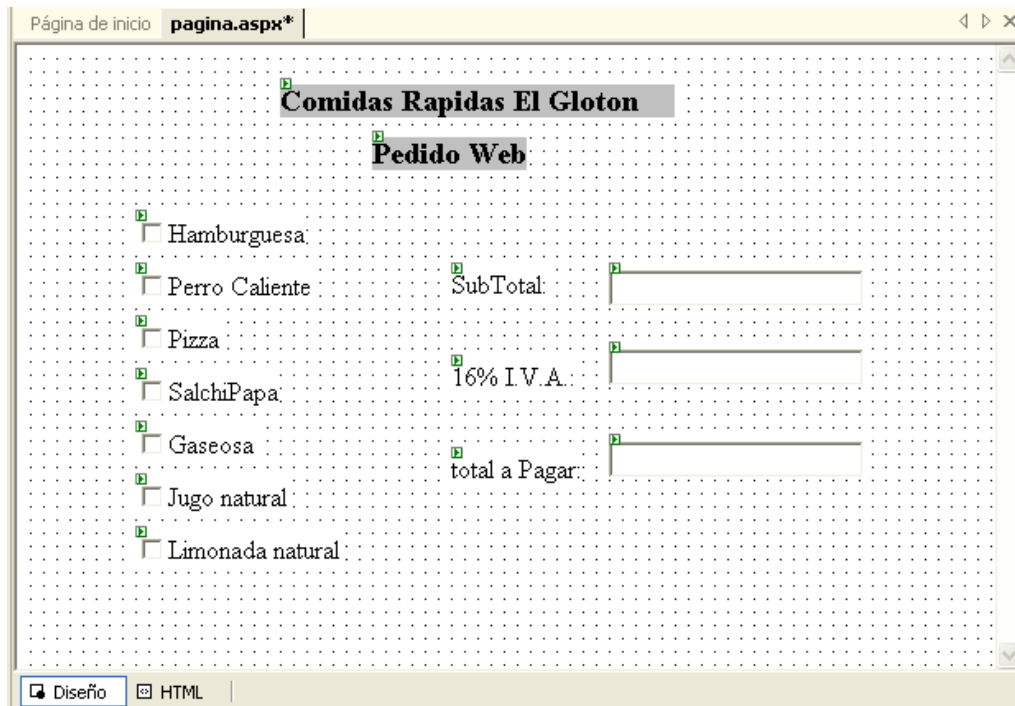 Página de inicio pagina.aspx*
Comidas Rapidas El Gloton
Pedido Web
Hamburguesa
Perro Caliente
Pizza
SalchiPapa
Gaseosa
Jugo natural
Limonada natural
SubTotal:
16% I.V.A.:
total a Pagar:
Diseño HTML